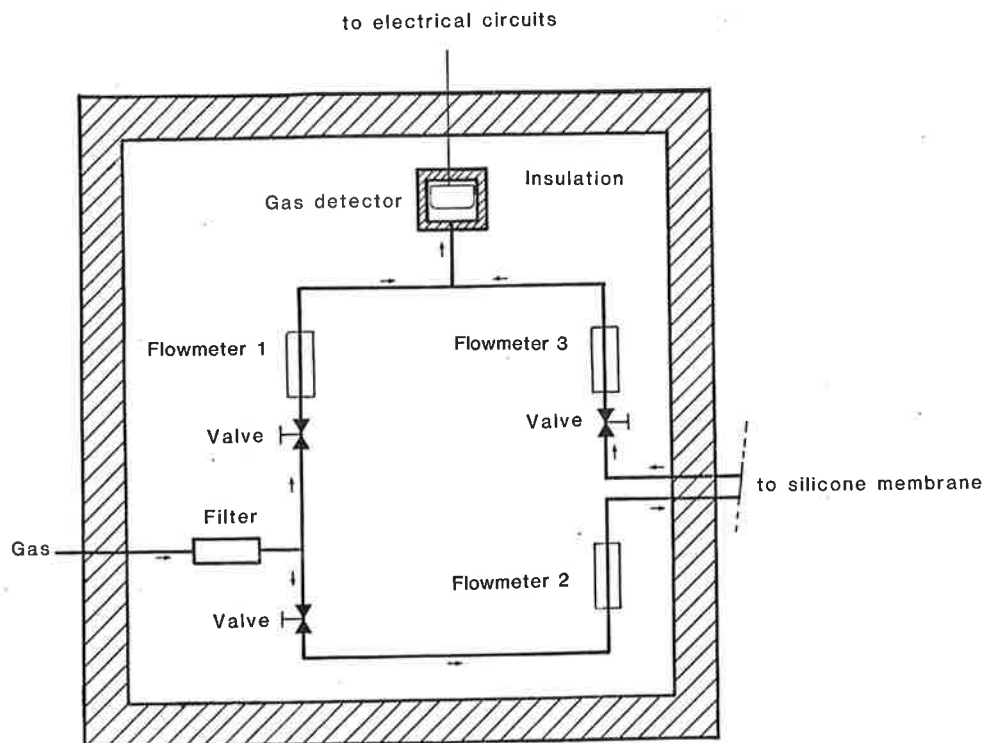 to electrical circuits
Insulation
Gas detector
Flowmeter 1
Flowmeter 3
Valve
Valve
to silicone membrane
Filter
Gas
Flowmeter 2
Valve